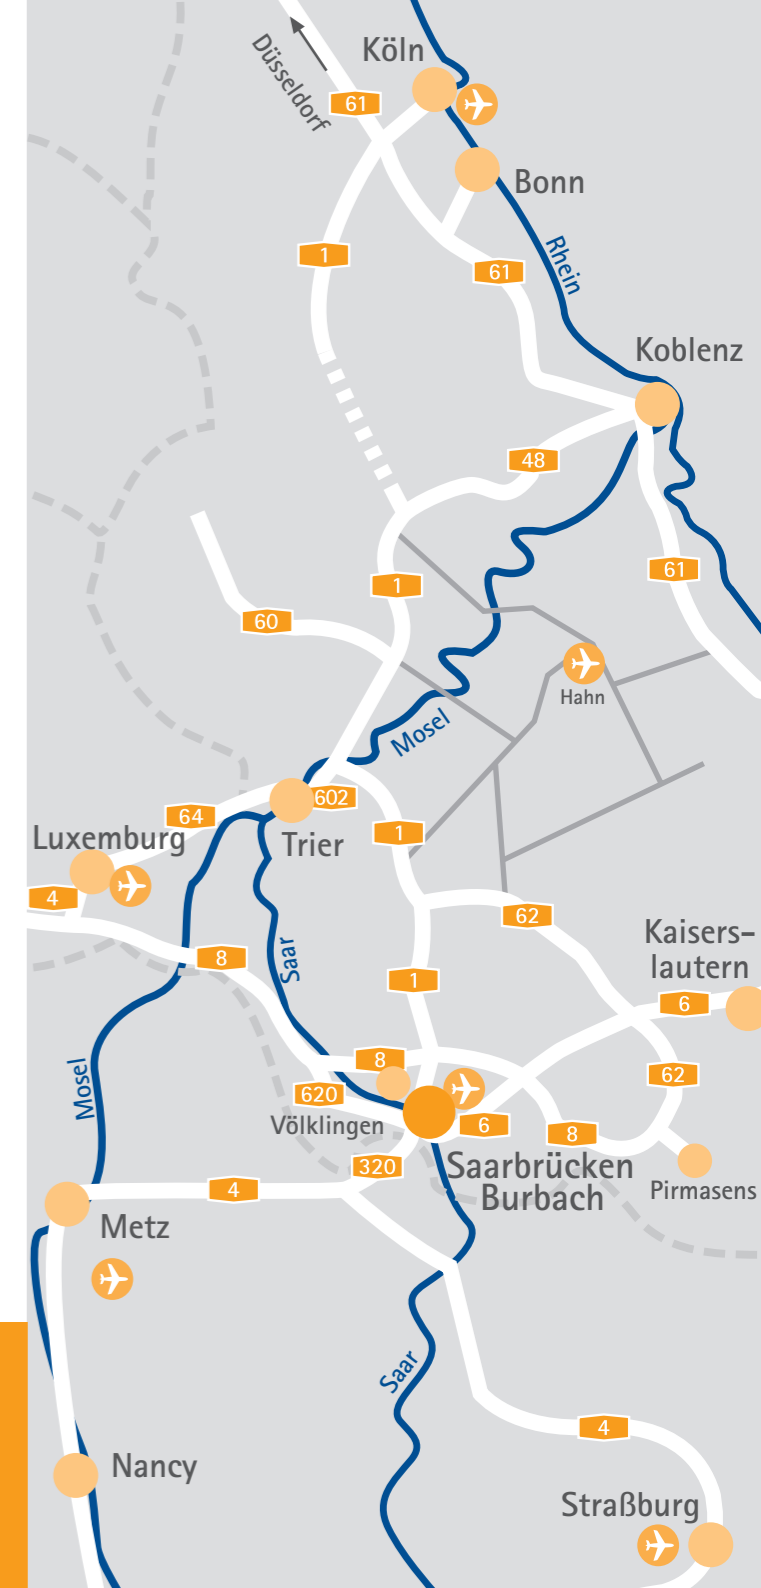 Köln
Düsseldorf
61
Bonn
1
Rhein
61
Koblenz
48
61
1
60
Hahn
Mosel
602
64
Luxemburg
Trier
1
4
62
Kaisers-
lautern
8
Saar
1
6
8
62
Mosel
620
Völklingen
6
8
320
Saarbrücken
Burbach
4
Pirmasens
Metz
Saar
4
Nancy
Straßburg